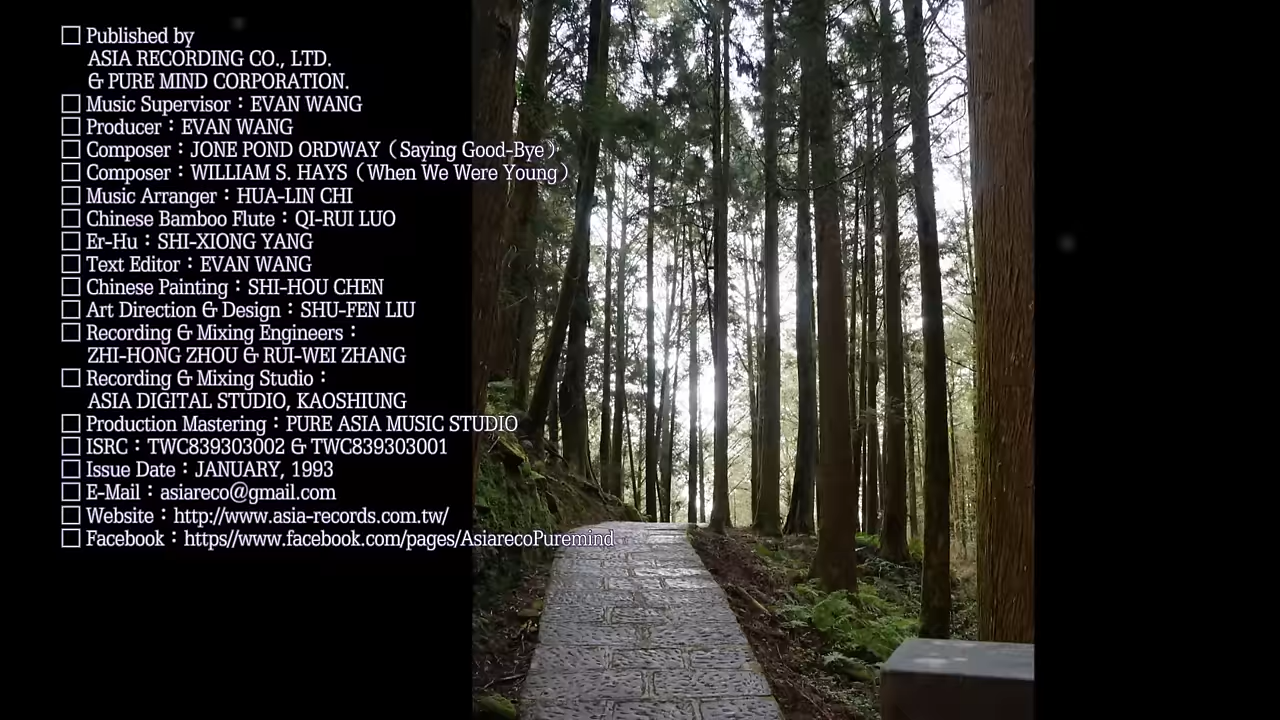 □ Published by
ASIA RECORDING CO., LTD.
& PURE MIND CORPORATION.
□ Music Supervisor：EVAN WANG
□ Producer：EVAN WANG
□ Composer：JONE POND ORDWAY（Saying Good-Bye）
□ Composer：WILLIAM S. HAYS（When We Were Young）
□ Music Arranger：HUA-LIN CHI
□ Chinese Bamboo Flute：QI-RUI LUO
□ Er-Hu：SHI-XIONG YANG
□ Text Editor：EVAN WANG
□ Chinese Painting：SHI-HOU CHEN
□ Art Direction & Design：SHU-FEN LIU
□ Recording & Mixing Engineers：
ZHI-HONG ZHOU & RUI-WEI ZHANG
□ Recording & Mixing Studio：
ASIA DIGITAL STUDIO, KAOSHIUNG
□ Production Mastering：PURE ASIA MUSIC STUDIO
□ ISRC：TWC839303002 & TWC839303001
□ Issue Date：JANUARY, 1993
□ E-Mail：asiareco@gmail.com
□ Website：http://www.asia-records.com.tw/
□ Facebook：https//www.facebook.com/pages/AsiarecoPuremind